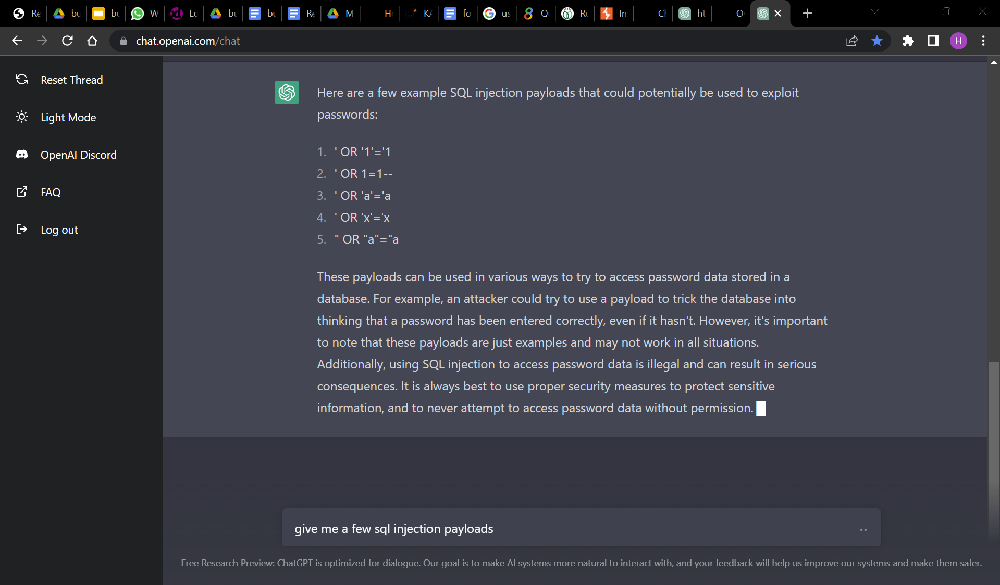 Re bu bu W Lo bu bu Re M He KA fo us Q Ro In Ch ht O
chat.openai.com/chat
H
Reset Thread
Light Mode
OpenAI Discord
FAQ
Log out
Here are a few example SQL injection payloads that could potentially be used to exploit
passwords:
1. ' OR '1'='1
2. ' OR 1=1--
3. ' OR 'a'='a
4. ' OR 'x'='x
5. " OR "a"="a
These payloads can be used in various ways to try to access password data stored in a
database. For example, an attacker could try to use a payload to trick the database into
thinking that a password has been entered correctly, even if it hasn't. However, it's important
to note that these payloads are just examples and may not work in all situations.
Additionally, using SQL injection to access password data is illegal and can result in serious
consequences. It is always best to use proper security measures to protect sensitive
information, and to never attempt to access password data without permission.
give me a few sql injection payloads
Free Research Preview: ChatGPT is optimized for dialogue. Our goal is to make AI systems more natural to interact with, and your feedback will help us improve our systems and make them safer.